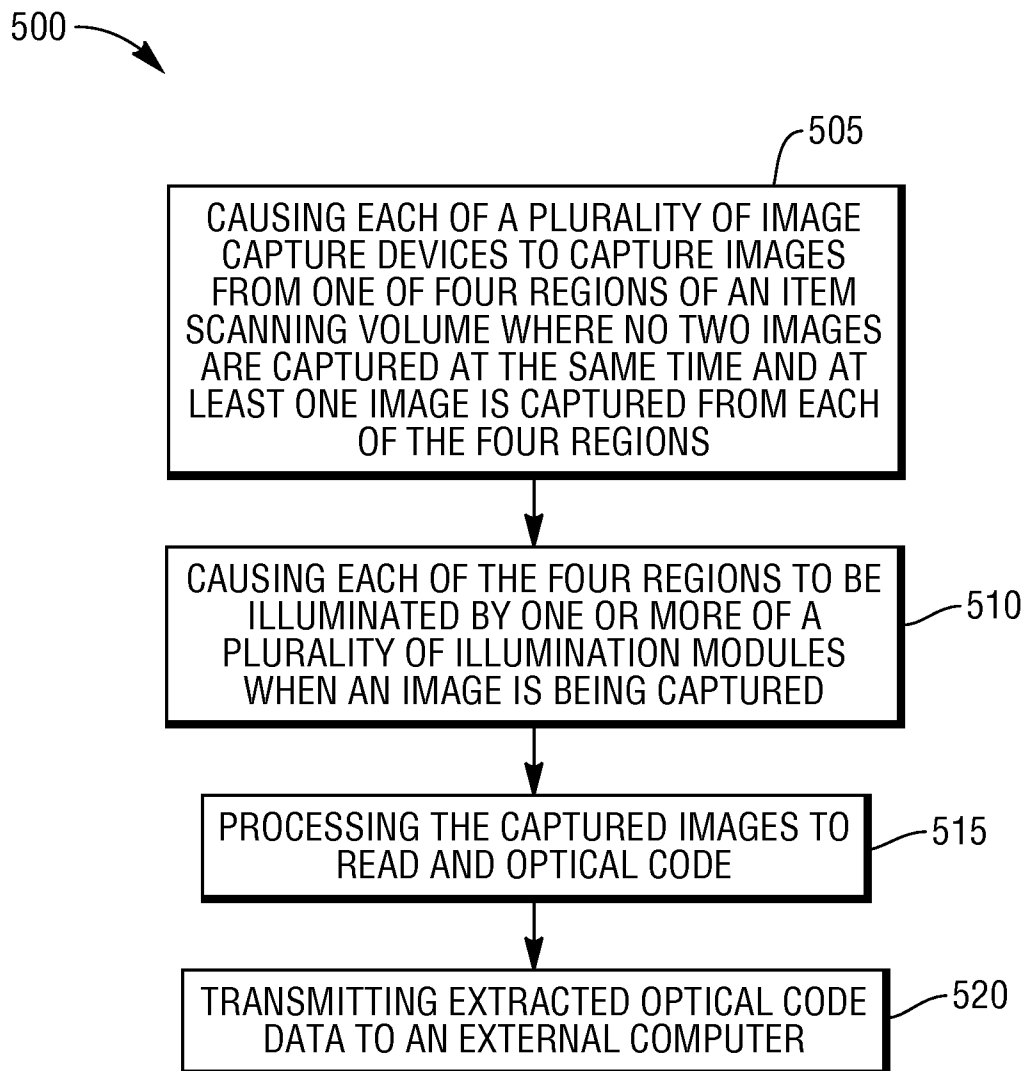 500
505
CAUSING EACH OF A PLURALITY OF IMAGE
CAPTURE DEVICES TO CAPTURE IMAGES
FROM ONE OF FOUR REGIONS OF AN ITEM
SCANNING VOLUME WHERE NO TWO IMAGES
ARE CAPTURED AT THE SAME TIME AND AT
LEAST ONE IMAGE IS CAPTURED FROM EACH
OF THE FOUR REGIONS
CAUSING EACH OF THE FOUR REGIONS TO BE
ILLUMINATED BY ONE OR MORE OF A
PLURALITY OF ILLUMINATION MODULES
WHEN AN IMAGE IS BEING CAPTURED
510
PROCESSING THE CAPTURED IMAGES TO
READ AND OPTICAL CODE
515
TRANSMITTING EXTRACTED OPTICAL CODE
DATA TO AN EXTERNAL COMPUTER
520